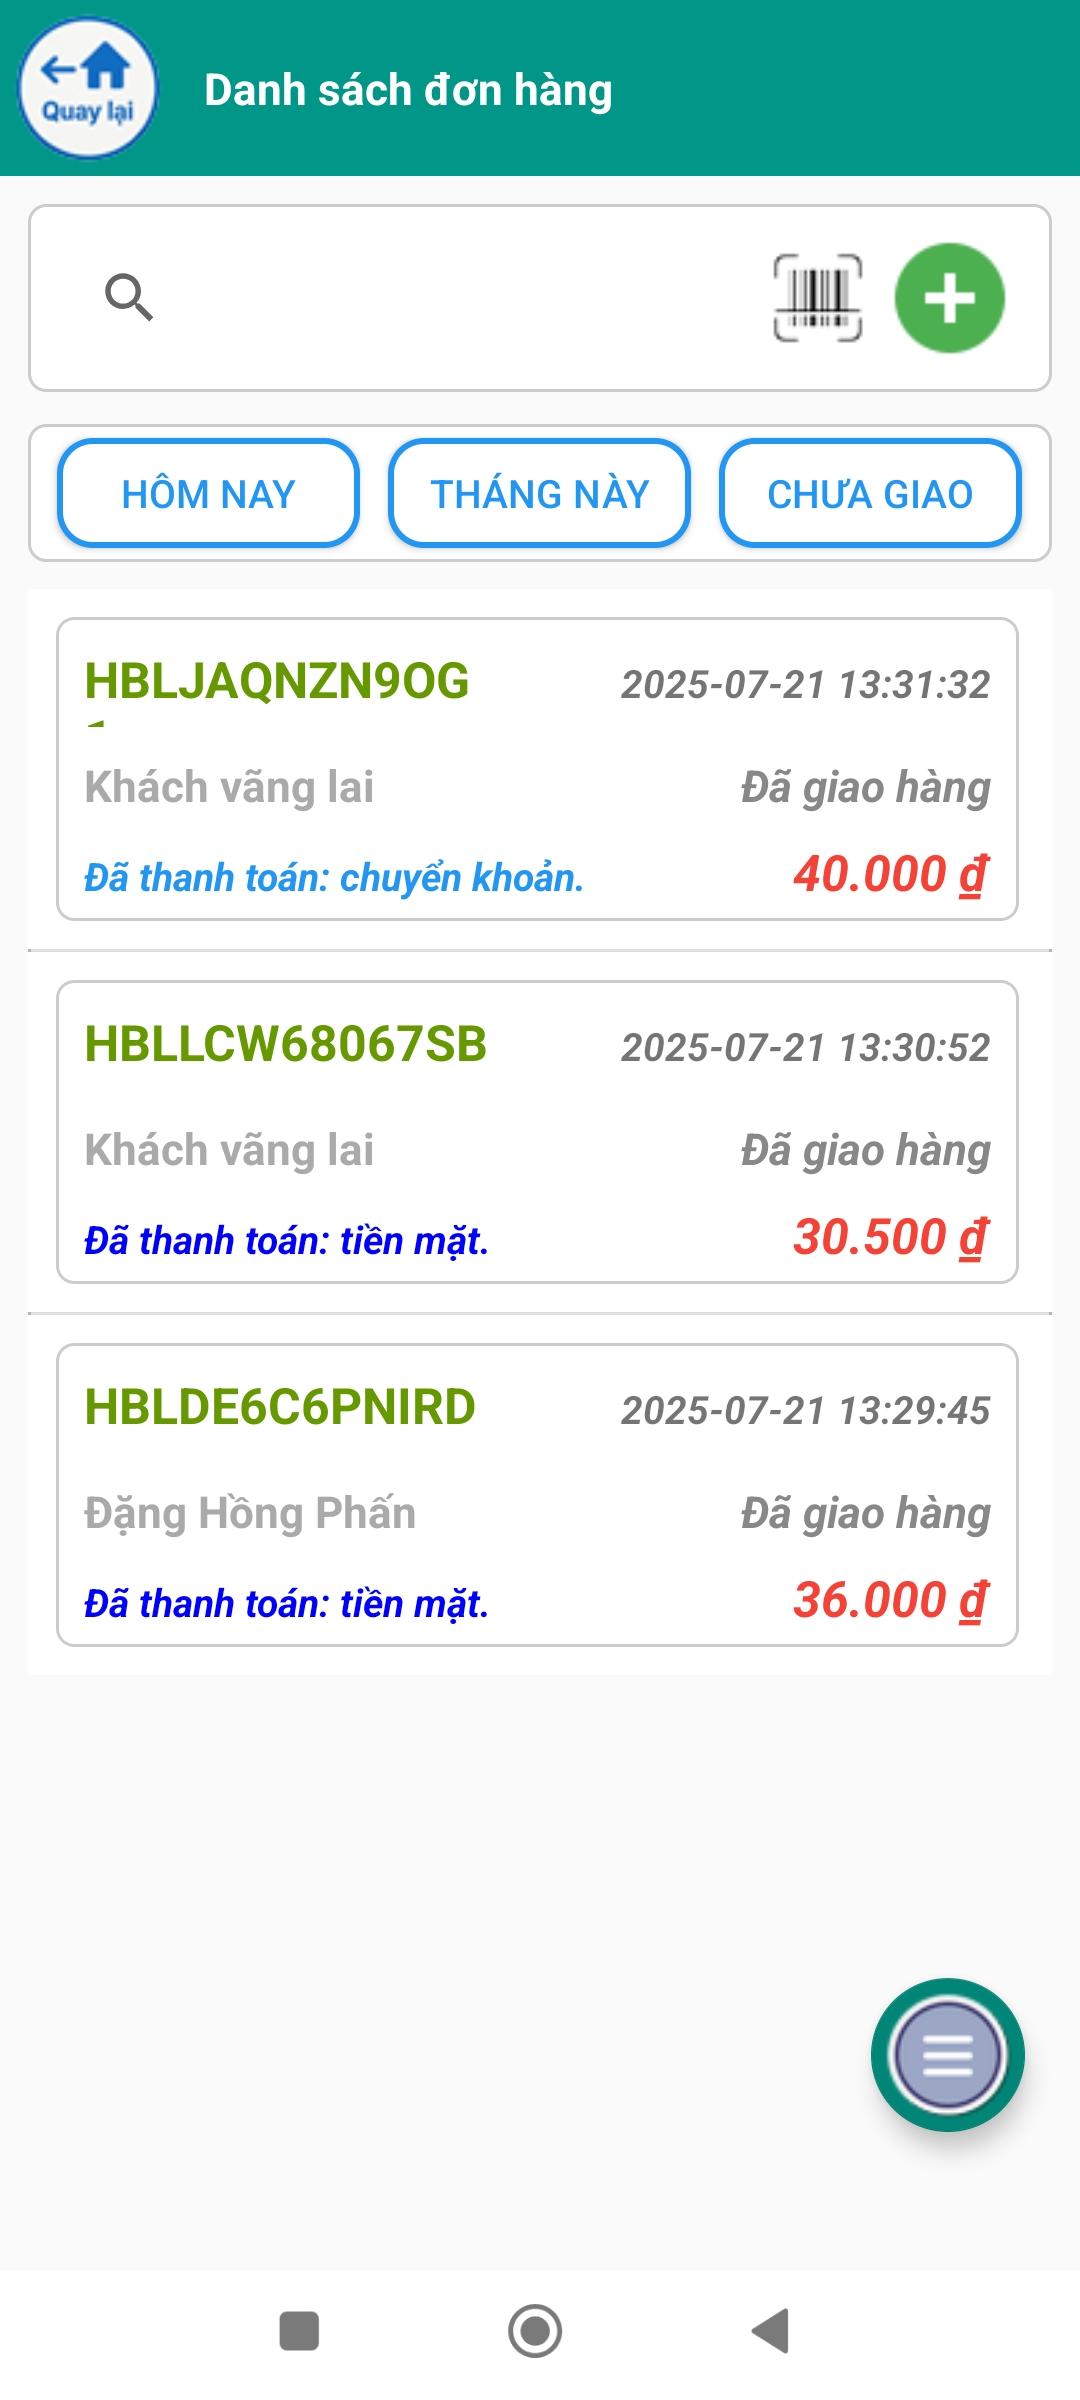 Quay lại
Danh sách đơn hàng
HÔM NAY
THÁNG NÀY
CHƯA GIAO
HBLJAQNZN9OG
2025-07-21 13:31:32
Khách vãng lai
Đã giao hàng
Đã thanh toán: chuyển khoản.
40.000 ₫
HBLLCW68067SB
2025-07-21 13:30:52
Khách vãng lai
Đã giao hàng
Đã thanh toán: tiền mặt.
30.500 ₫
HBLDE6C6PNIRD
2025-07-21 13:29:45
Đặng Hồng Phấn
Đã giao hàng
Đã thanh toán: tiền mặt.
36.000 ₫